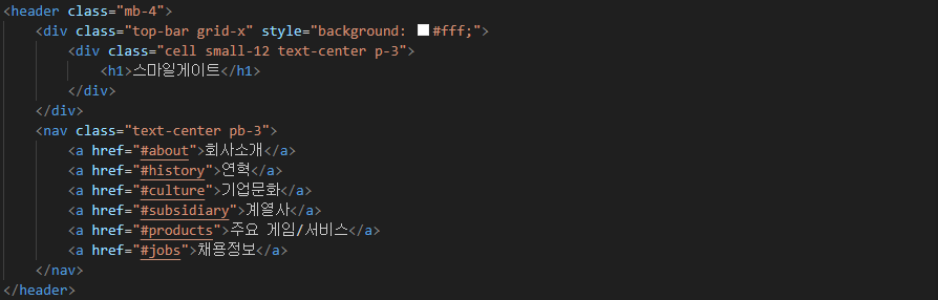 <header class="mb-4">
<div class="top-bar grid-x" style="background: #fff;">
<div class="cell small-12 text-center p-3">
<h1>스마일게이트</h1>
</div>
</div>
<nav class="text-center pb-3">
<a href="#about">회사소개</a>
<a href="#history">연혁</a>
<a href="#culture">기업문화</a>
<a href="#subsidiary">계열사</a>
<a href="#products">주요 게임/서비스</a>
<a href="#jobs">채용정보</a>
</nav>
</header>